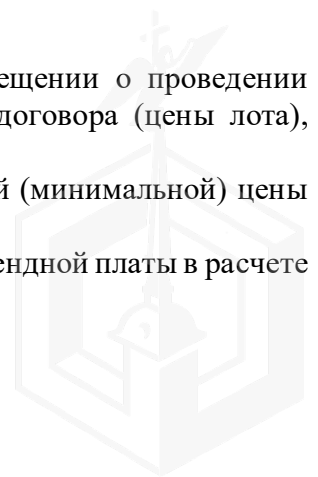 ещении о проведении
договора (цены лота),
й (минимальной) цены
ендной платы в расчете